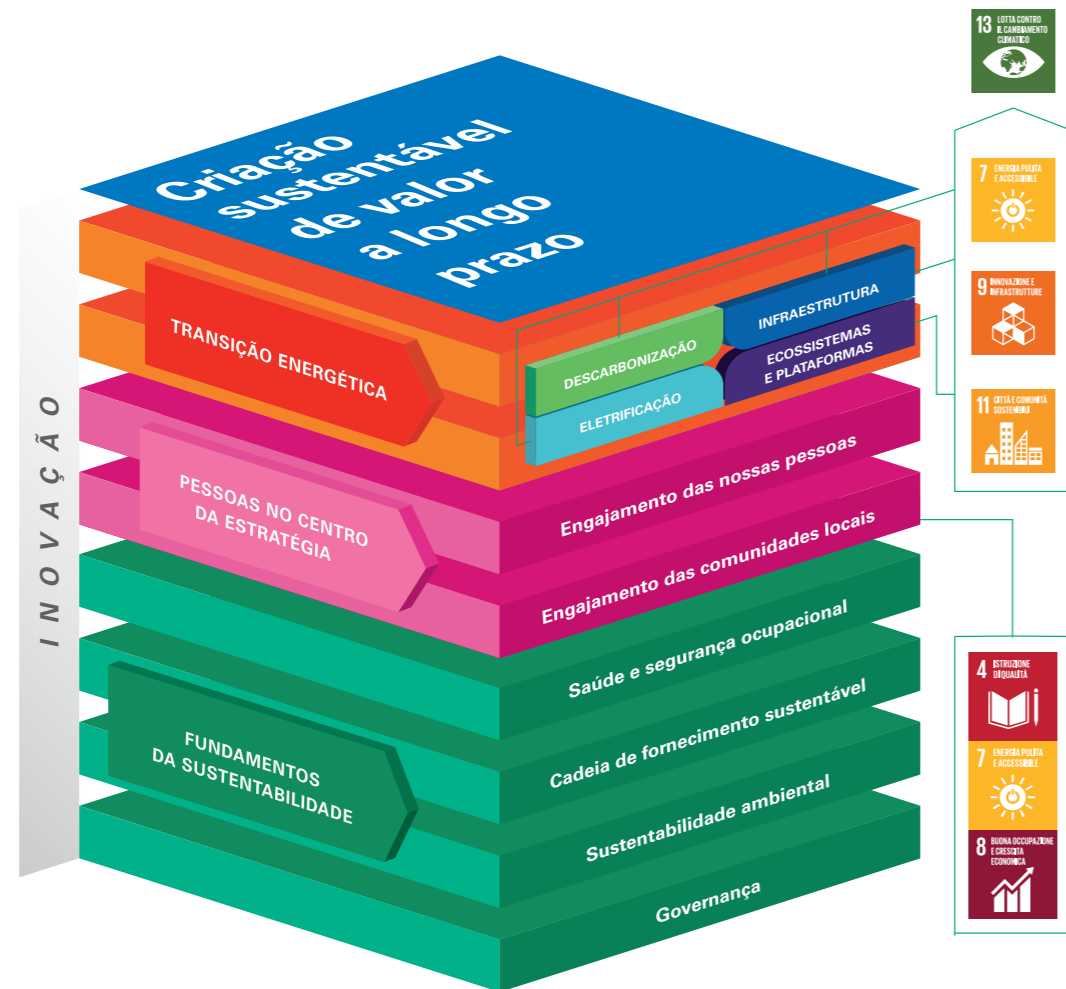 Criação
sustentável
de valor
a longo
prazo
INOVAÇÃO
TRANSIÇÃO ENERGÉTICA
DESCARBONIZAÇÃO
INFRAESTRUTURA
ELETRIFICAÇÃO
ECOSSISTEMAS
E PLATAFORMAS
PESSOAS NO CENTRO
DA ESTRATÉGIA
Engajamento das nossas pessoas
Engajamento das comunidades locais
FUNDAMENTOS
DA SUSTENTABILIDADE
Saúde e segurança ocupacional
Cadeia de fornecimento sustentável
Sustentabilidade ambiental
Governança
13 LOTTA CONTRO
IL CAMBIAMENTO
CLIMATICO
7 ENERGIA PULITA
E ACCESSIBILE
9 INNOVAZIONE E
INFRASTRUTTURE
11 CITTÀ E COMUNITÀ
SOSTENIBILI
4 ISTRUZIONE
DI QUALITÀ
7 ENERGIA PULITA
E ACCESSIBILE
8 BUONA OCCUPAZIONE
E CRESCITA
ECONOMICA